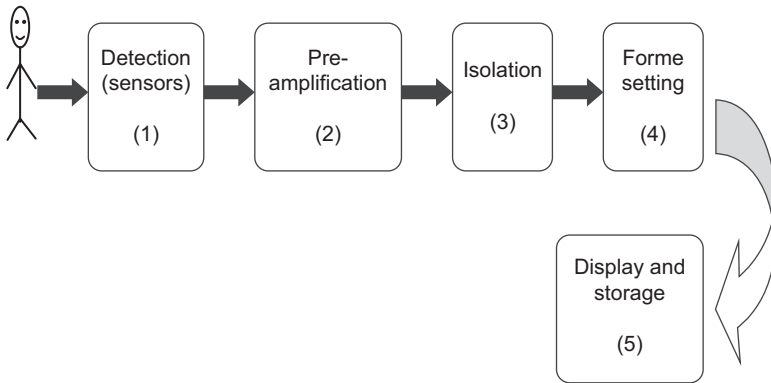 Detection
(sensors)
(1)
Pre-
amplification
(2)
Isolation
(3)
Forme
setting
(4)
Display and
storage
(5)